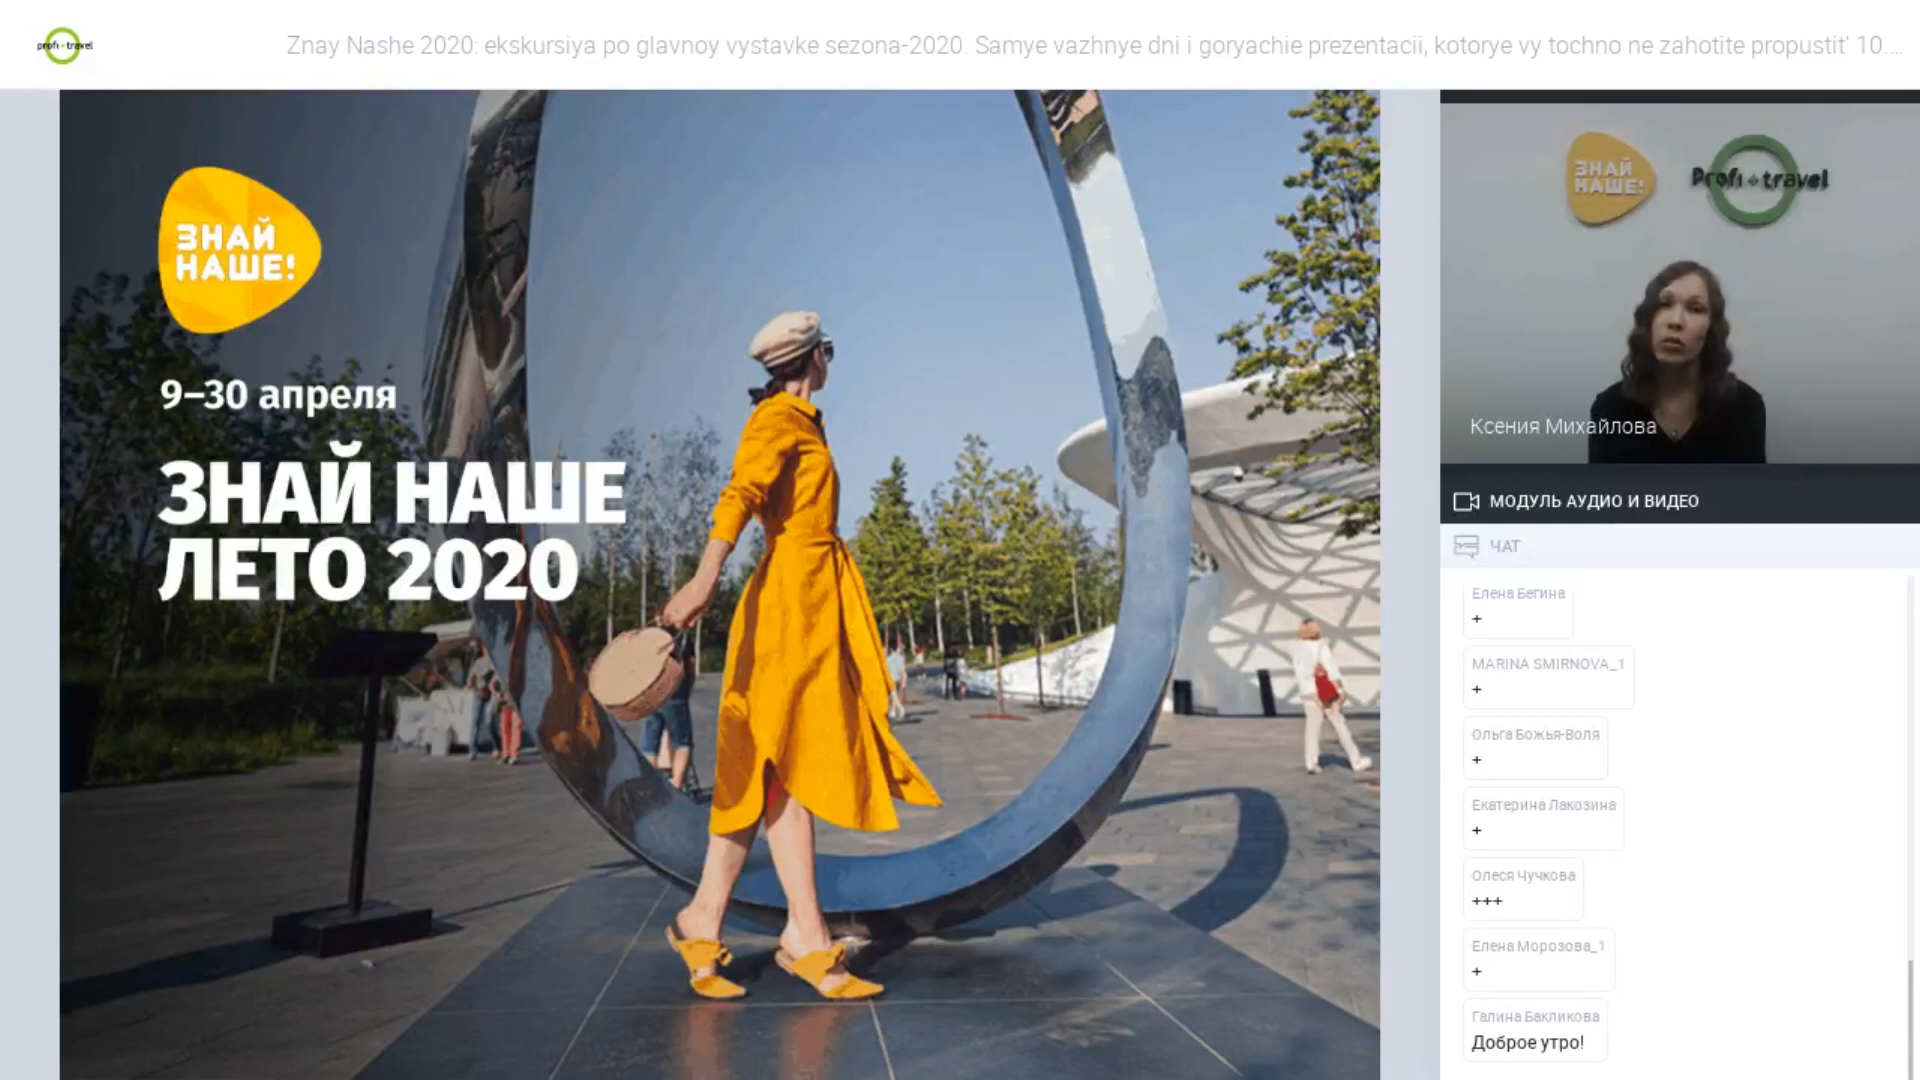 profi travel
Znay Nashe 2020: ekskursiya po glavnoy vystavke sezona-2020. Samye vazhnye dni i goryachie prezentacii, kotorye vy tochno ne zahotite propustit' 10....
ЗНАЙ
НАШЕ!
9–30 апреля
ЗНАЙ НАШЕ
ЛЕТО 2020
ЗНАЙ
НАШЕ!
Profi travel
Ксения Михайлова
МОДУЛЬ АУДИО И ВИДЕО
ЧАТ
Елена Бегина
+
MARINA SMIRNOVA_1
+
Ольга Божья-Воля
+
Екатерина Лакозина
+
Олеся Чучкова
+++
Елена Морозова_1
+
Галина Бакликова
Доброе утро!